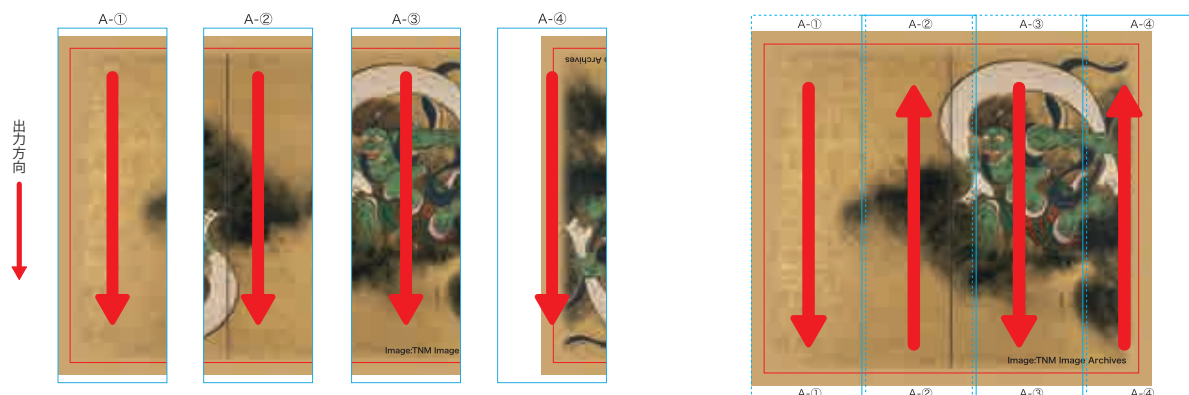 A-①
A-②
A-③
A-④
出力方向
Archives
Image:TNM Image
A-①
A-②
A-③
A-④
Image:TNM Image Archives
A-①
A-②
A-③
A-④